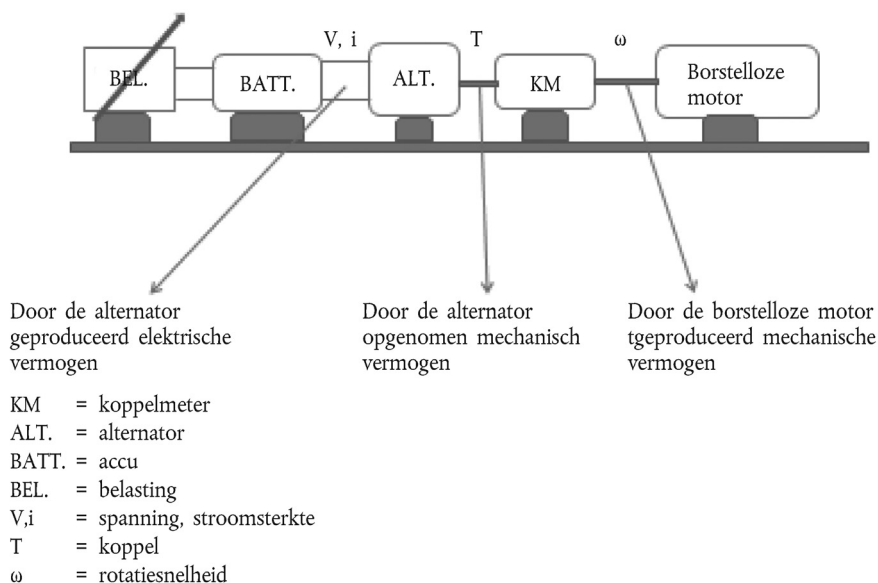 V, i
T
ω
BEL.
BATT.
ALT.
KM
Borstelloze
motor
Door de alternator
geproduceerd elektrische
vermogen
Door de alternator
opgenomen mechanisch
vermogen
Door de borstelloze motor
tgeproduceerd mechanische
vermogen
KM = koppelmeter
ALT. = alternator
BATT. = accu
BEL. = belasting
V,i = spanning, stroomsterkte
T = koppel
ω = rotatiesnelheid